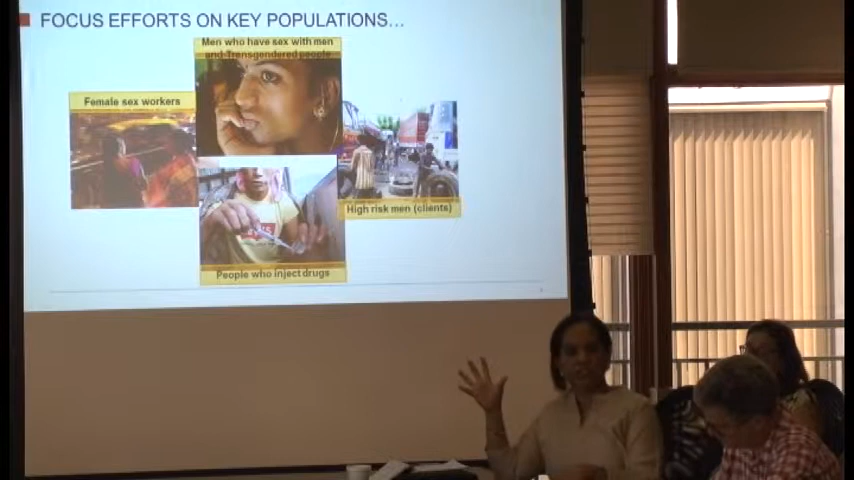 FOCUS EFFORTS ON KEY POPULATIONS...
Men who have sex with men
and Transgendered people
Female sex workers
High risk men (clients)
People who inject drugs